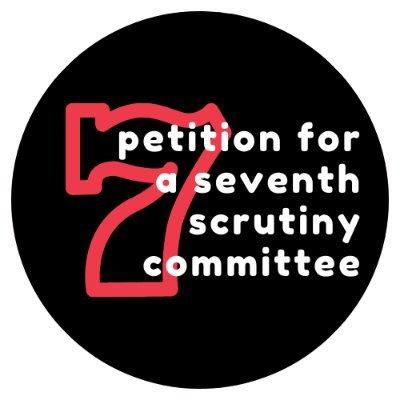 7
petition for
a seventh
scrutiny
committee